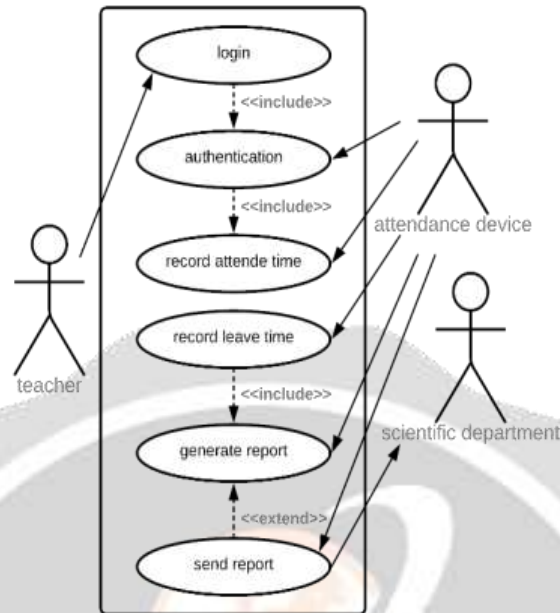 login
<<include>>
authentication
<<include>>
attendance device
record attende time
record leave time
teacher
<<include>>
scientific department
generate report
<<extend>>
send report